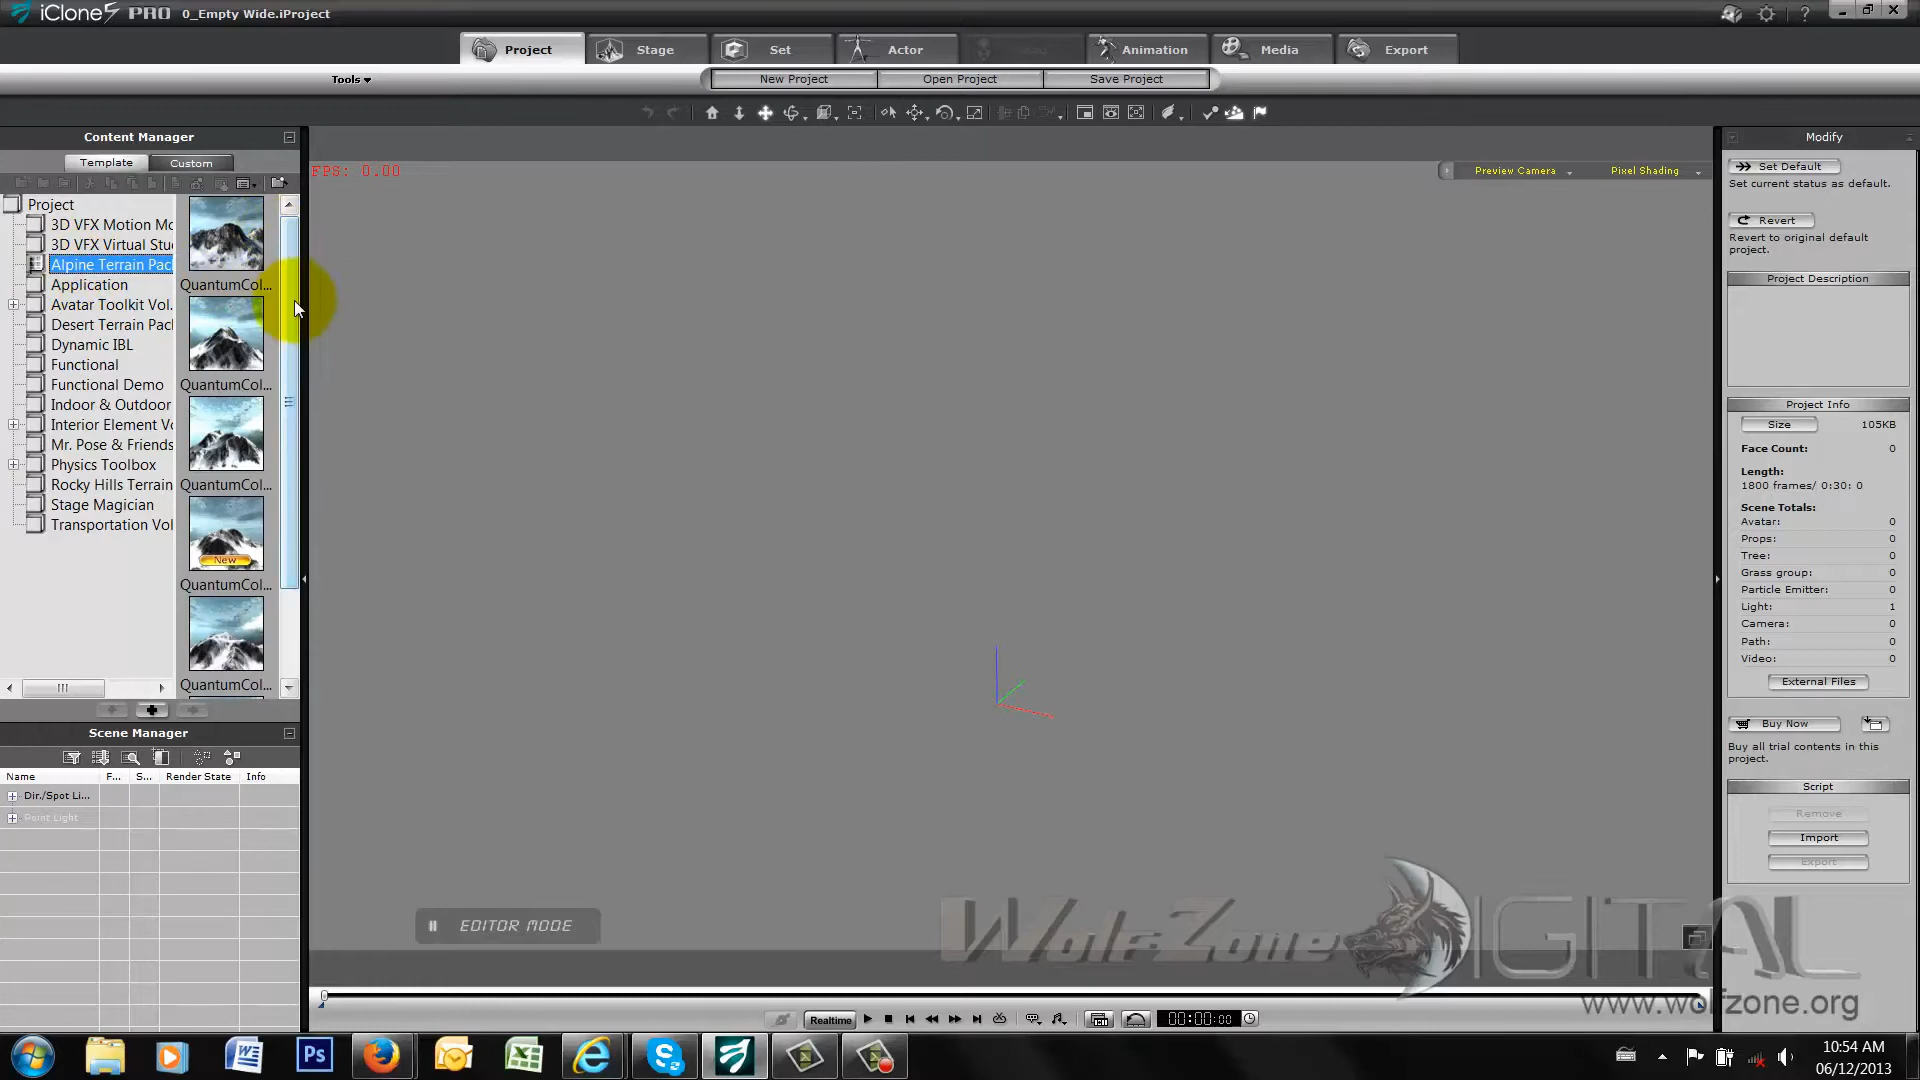 iClone5 PRO 0_Empty Wide.iProject
Project Stage Set Actor Animation Media Export
Tools New Project Open Project Save Project
Content Manager
Template Custom
Project
3D VFX Motion Mo
3D VFX Virtual Stu
Alpine Terrain Pac
Application
Avatar Toolkit Vol.
Desert Terrain Pac
Dynamic IBL
Functional
Functional Demo
Indoor & Outdoor
Interior Element Vo
Mr. Pose & Friends
Physics Toolbox
Rocky Hills Terrain
Stage Magician
Transportation Vol
QuantumCol...
QuantumCol...
QuantumCol...
New
QuantumCol...
QuantumCol...
Scene Manager
Name F... S... Render State Info
Dir./Spot Li...
Point Light
FPS: 0.00
Preview Camera Pixel Shading
EDITOR MODE
WolfZone DIGITAL
www.wolfzone.org
Modify
Set Default
Set current status as default.
Revert
Revert to original default
project.
Project Description
Project Info
Size 105KB
Face Count: 0
Length:
1800 frames/ 0:30: 0
Scene Totals:
Avatar: 0
Props: 0
Tree: 0
Grass group: 0
Particle Emitter: 0
Light: 1
Camera: 0
Path: 0
Video: 0
External Files
Buy Now
Buy all trial contents in this
project.
Script
Remove
Import
Export
Realtime 00:00:00
10:54 AM
06/12/2013